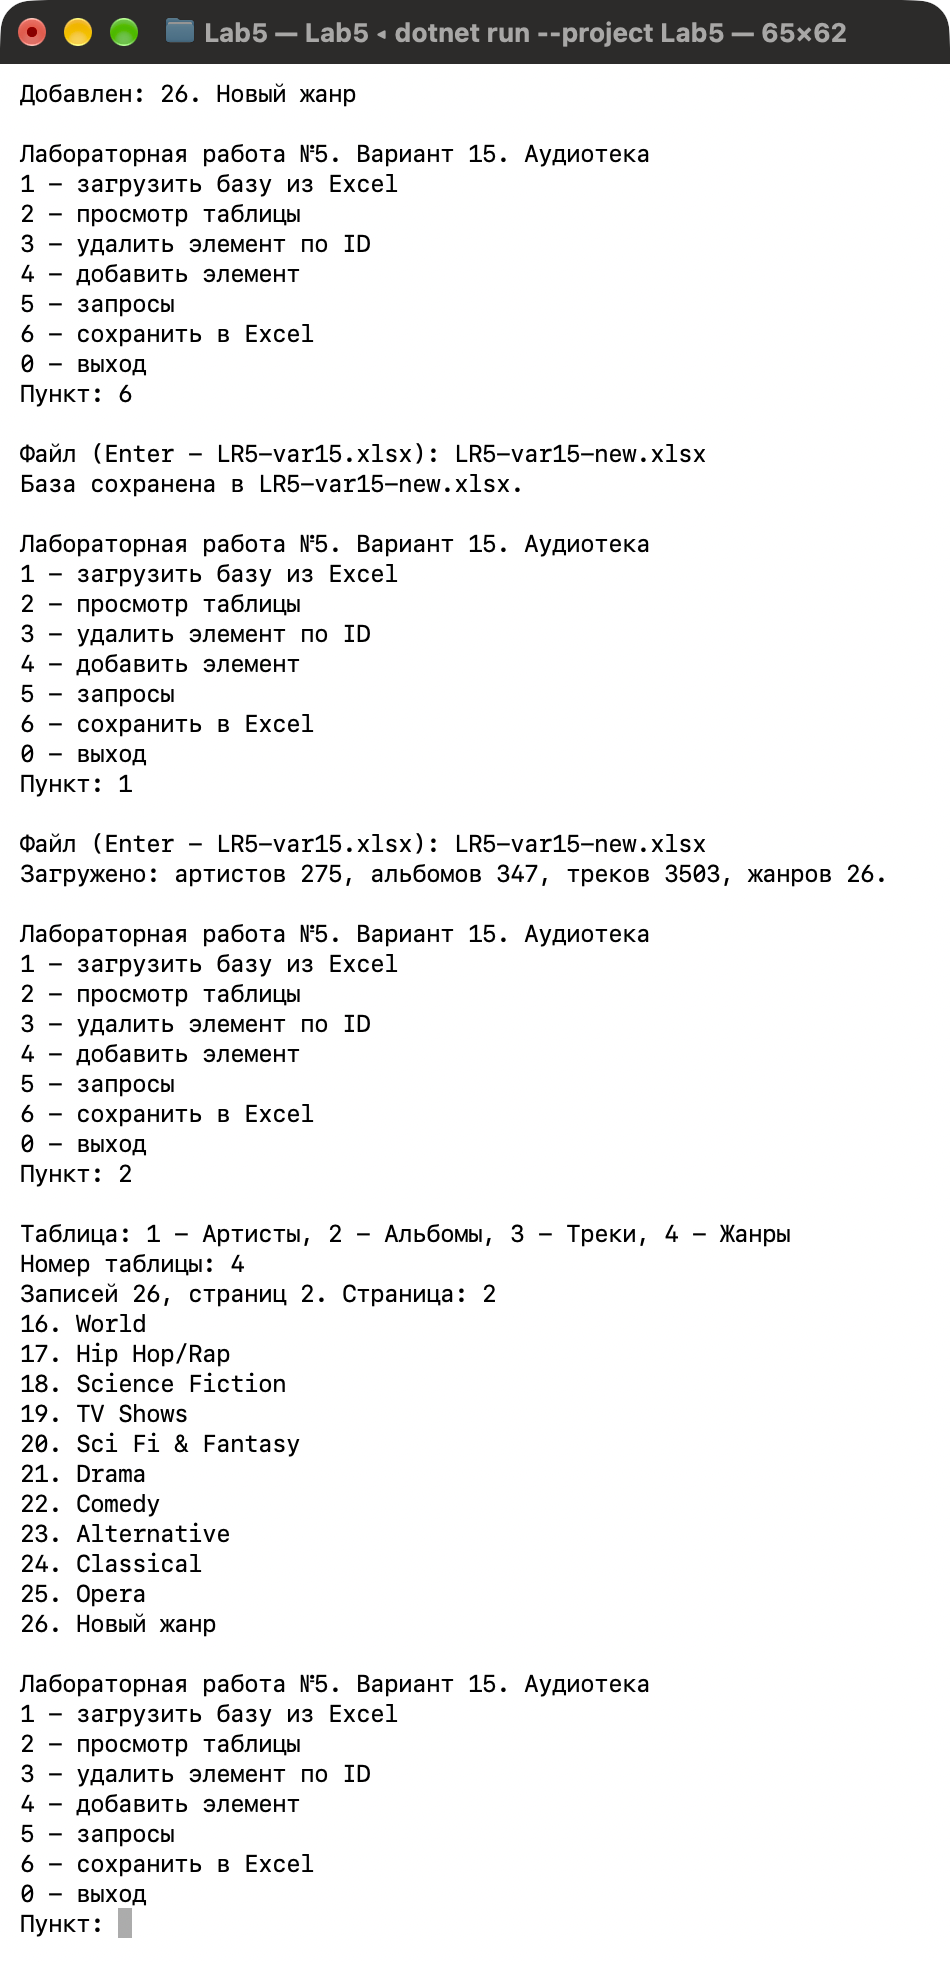 Lab5 — Lab5 ◂ dotnet run --project Lab5 — 65×62
Добавлен: 26. Новый жанр
Лабораторная работа №5. Вариант 15. Аудиотека
1 – загрузить базу из Excel
2 – просмотр таблицы
3 – удалить элемент по ID
4 – добавить элемент
5 – запросы
6 – сохранить в Excel
0 – выход
Пункт: 6
Файл (Enter – LR5-var15.xlsx): LR5-var15-new.xlsx
База сохранена в LR5-var15-new.xlsx.
Лабораторная работа №5. Вариант 15. Аудиотека
1 – загрузить базу из Excel
2 – просмотр таблицы
3 – удалить элемент по ID
4 – добавить элемент
5 – запросы
6 – сохранить в Excel
0 – выход
Пункт: 1
Файл (Enter – LR5-var15.xlsx): LR5-var15-new.xlsx
Загружено: артистов 275, альбомов 347, треков 3503, жанров 26.
Лабораторная работа №5. Вариант 15. Аудиотека
1 – загрузить базу из Excel
2 – просмотр таблицы
3 – удалить элемент по ID
4 – добавить элемент
5 – запросы
6 – сохранить в Excel
0 – выход
Пункт: 2
Таблица: 1 – Артисты, 2 – Альбомы, 3 – Треки, 4 – Жанры
Номер таблицы: 4
Записей 26, страниц 2. Страница: 2
16. World
17. Hip Hop/Rap
18. Science Fiction
19. TV Shows
20. Sci Fi & Fantasy
21. Drama
22. Comedy
23. Alternative
24. Classical
25. Opera
26. Новый жанр
Лабораторная работа №5. Вариант 15. Аудиотека
1 – загрузить базу из Excel
2 – просмотр таблицы
3 – удалить элемент по ID
4 – добавить элемент
5 – запросы
6 – сохранить в Excel
0 – выход
Пункт: